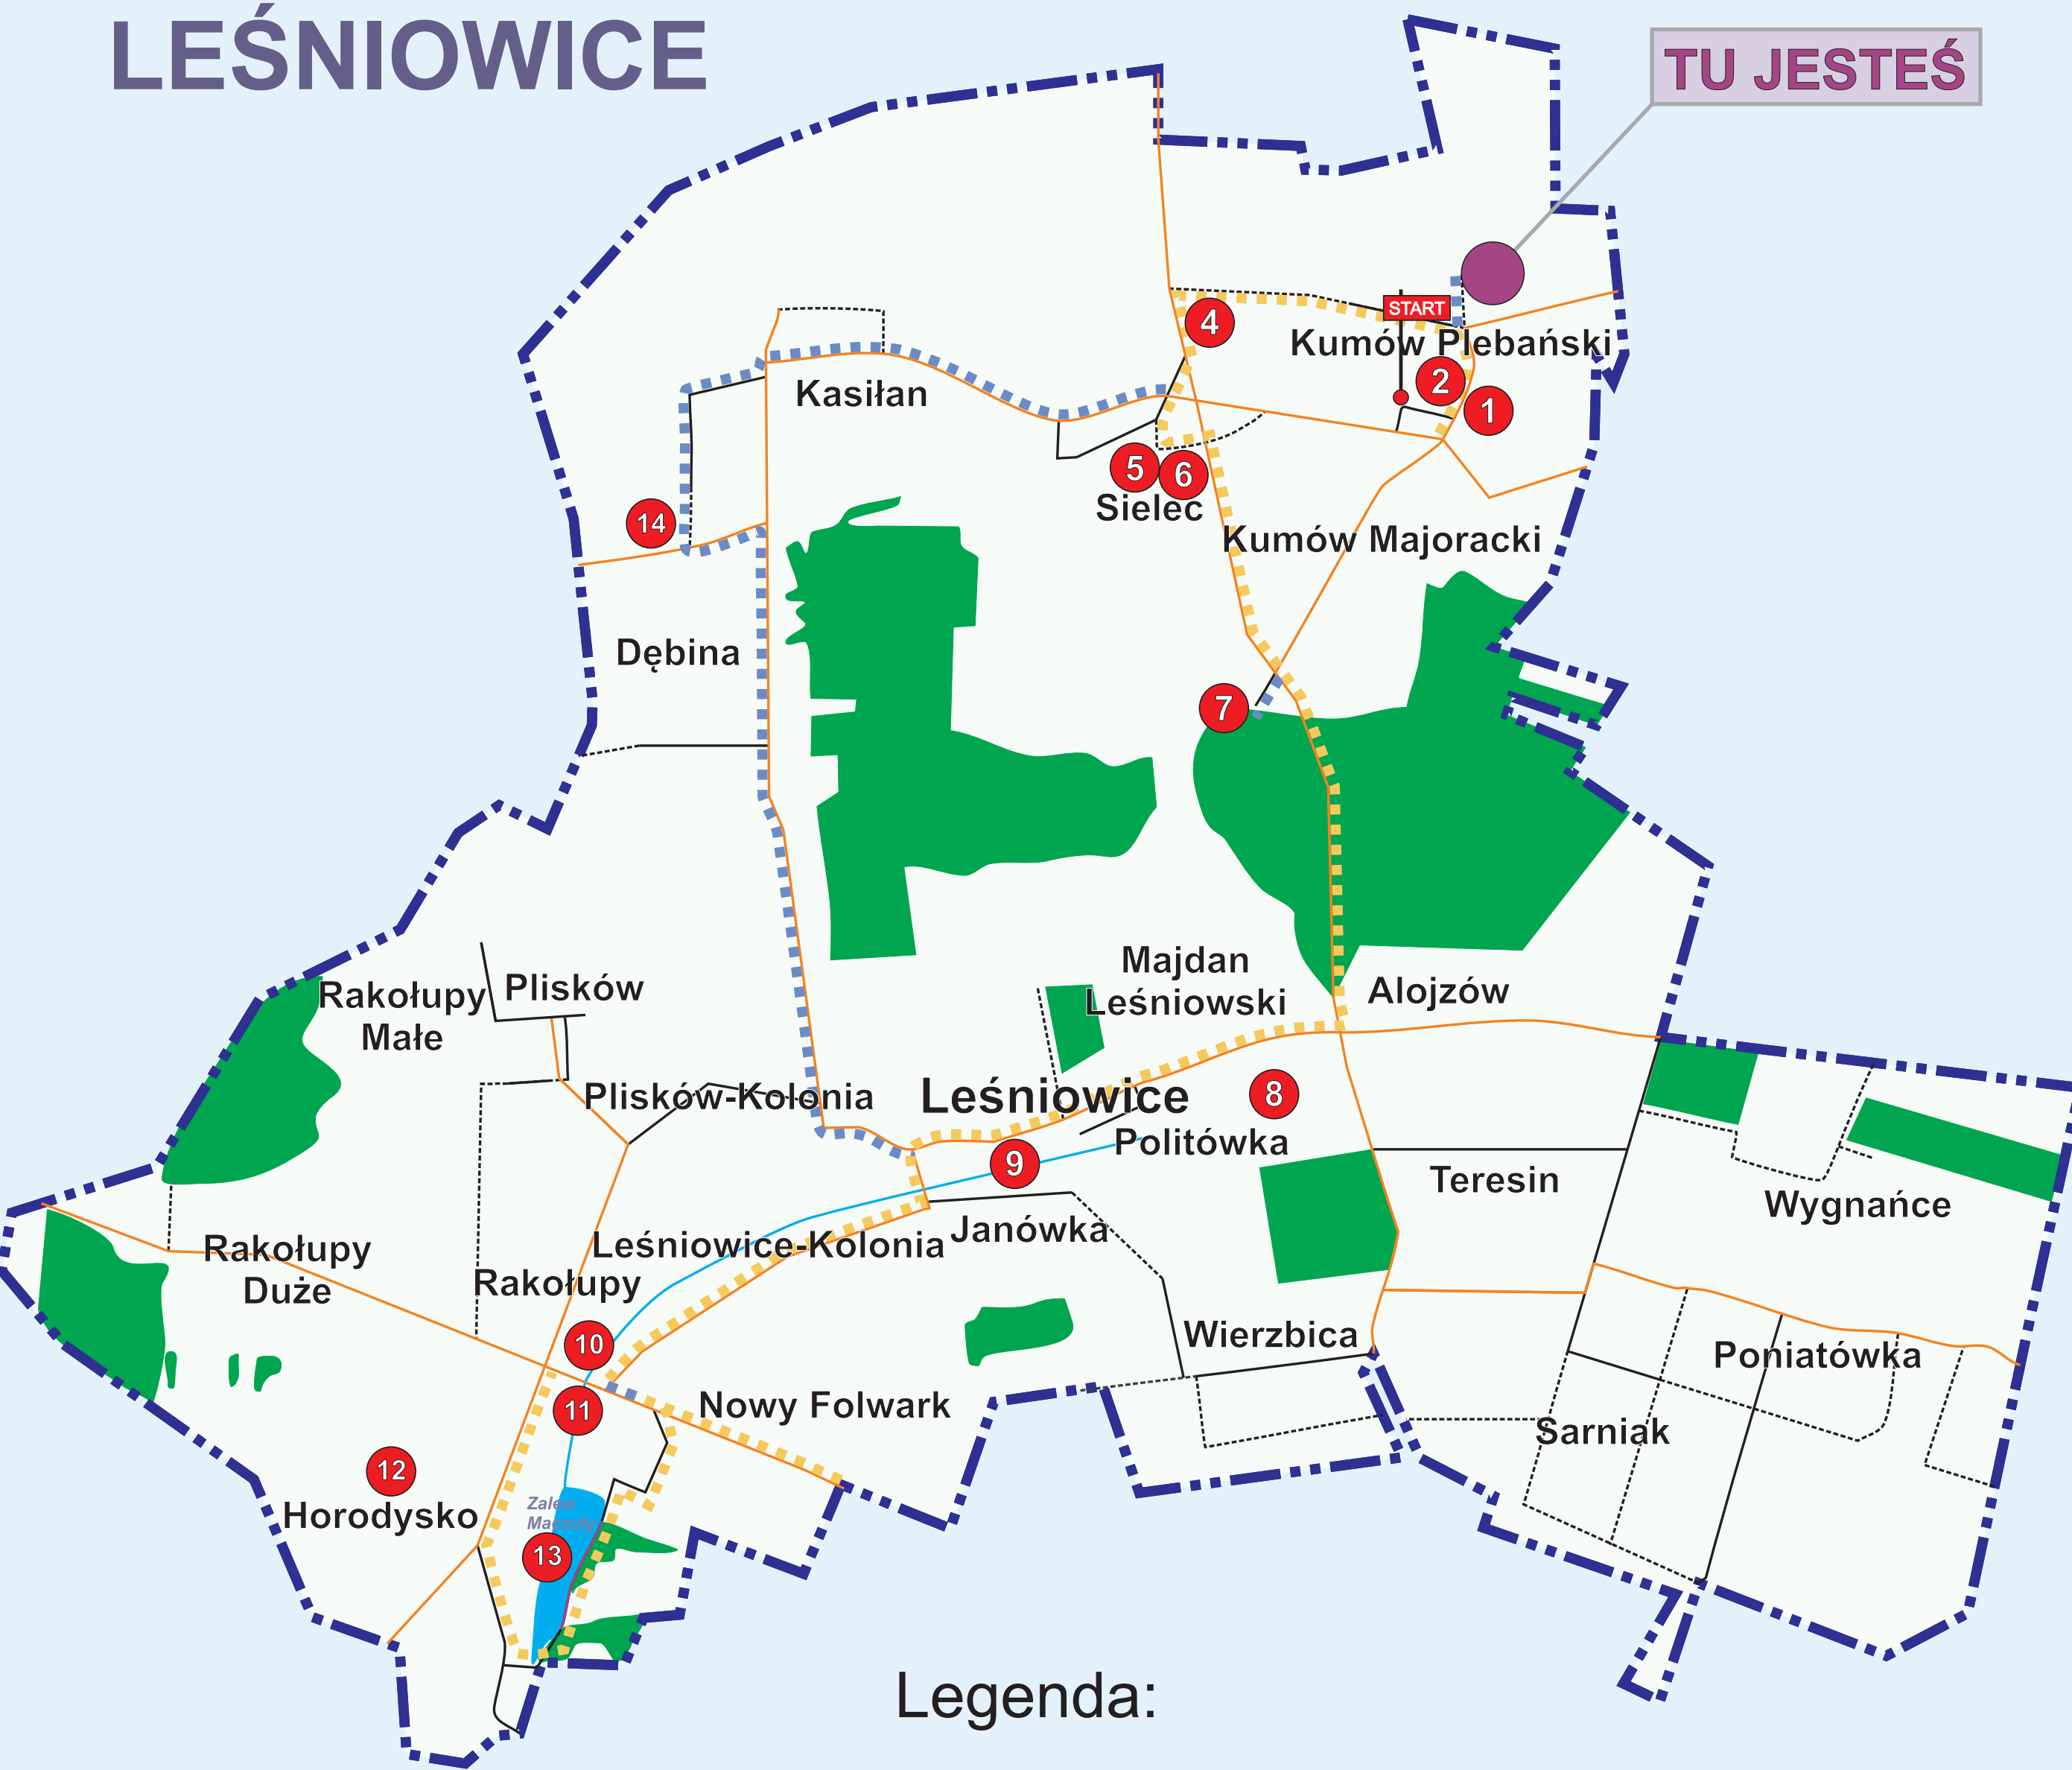 LEŚNIOWICE
TU JESTEŚ
START
4
Kumów Plebański
Kasiłan
2
1
5
6
Sielec
14
Kumów Majoracki
Dębina
7
Majdan
Leśniowski
Alojzów
Plisków
Rakołupy
Małe
Plisków-Kolonia
Leśniowice
8
Politówka
9
Teresin
Wygnańce
Janówka
Leśniowice-Kolonia
Rakołupy
Duże
Rakołupy
10
Wierzbica
Poniatówka
11
Nowy Folwark
Sarniak
12
Horodysko
Zalew
Maczuły
13
Legenda: